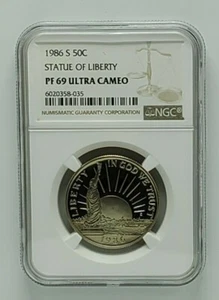 1986 S 50C
STATUE OF LIBERTY
PF 69 ULTRA CAMEO
6020358-035
NUMISMATIC GUARANTY CORPORATION
NGC
LIBERTY
IN GOD WE TRUST
1986